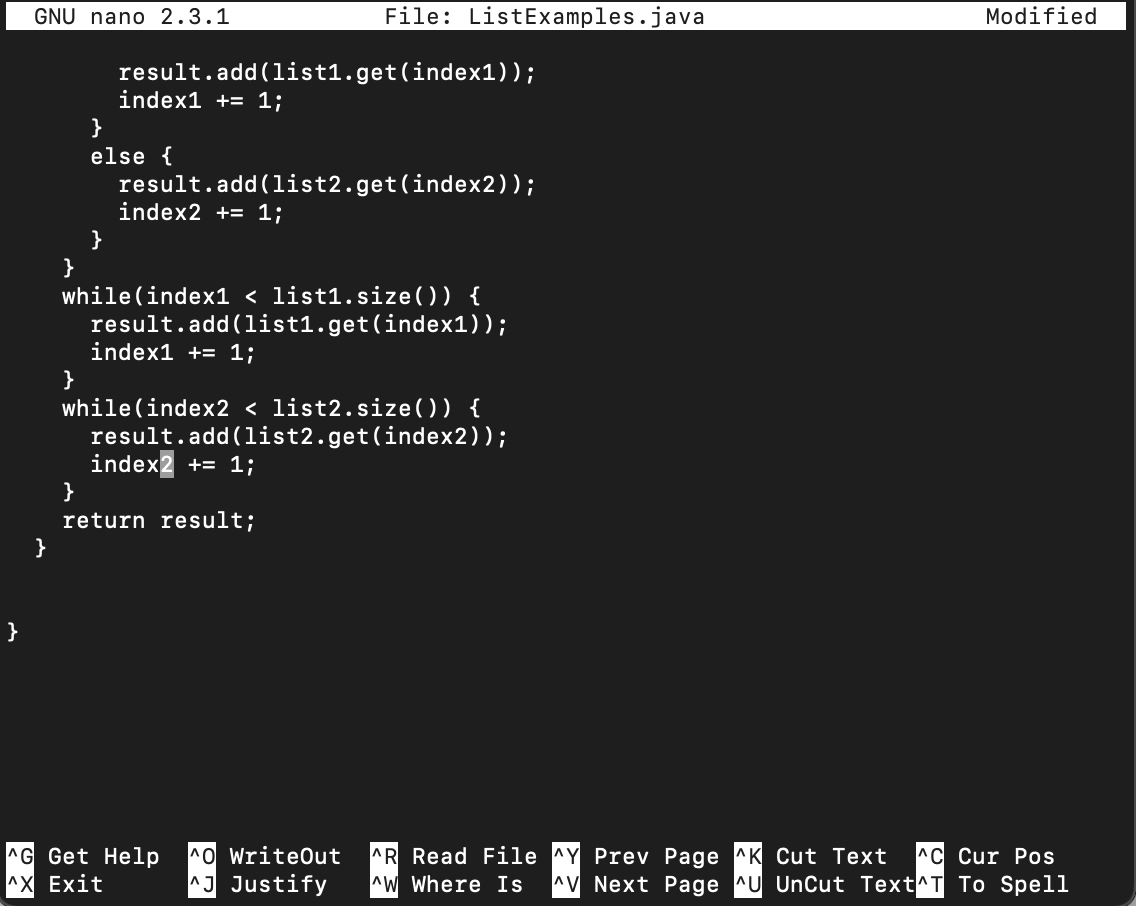 GNU nano 2.3.1 File: ListExamples.java Modified
        result.add(list1.get(index1));
        index1 += 1;
      }
      else {
        result.add(list2.get(index2));
        index2 += 1;
      }
    }
    while(index1 < list1.size()) {
      result.add(list1.get(index1));
      index1 += 1;
    }
    while(index2 < list2.size()) {
      result.add(list2.get(index2));
      index2 += 1;
    }
    return result;
  }
}
^G Get Help ^O WriteOut ^R Read File ^Y Prev Page ^K Cut Text ^C Cur Pos
^X Exit ^J Justify ^W Where Is ^V Next Page ^U UnCut Text ^T To Spell